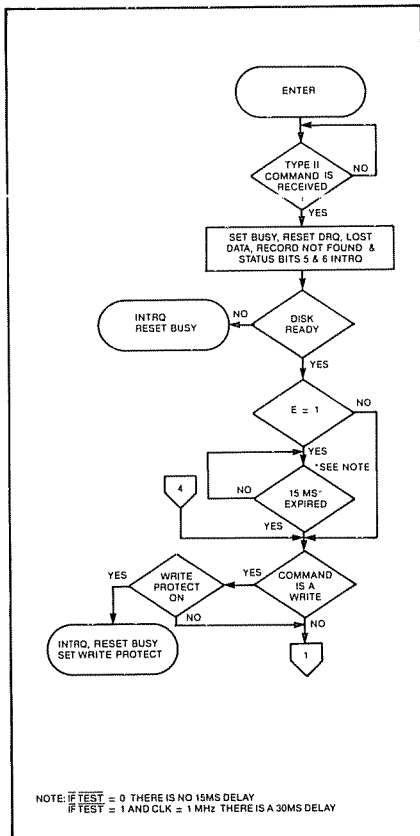 ENTER
TYPE II
COMMAND IS
RECEIVED
NO
YES
SET BUSY, RESET DRQ, LOST
DATA, RECORD NOT FOUND &
STATUS BITS 5 & 6 INTRQ
INTRQ
RESET BUSY
NO
DISK
READY
YES
E = 1
NO
YES
*SEE NOTE
4
NO
15 MS*
EXPIRED
YES
YES
WRITE
PROTECT
ON
YES
COMMAND
IS A
WRITE
NO
NO
INTRQ, RESET BUSY
SET WRITE PROTECT
1
NOTE: IF TEST = 0 THERE IS NO 15MS DELAY
IF TEST = 1 AND CLK = 1 MHz THERE IS A 30MS DELAY